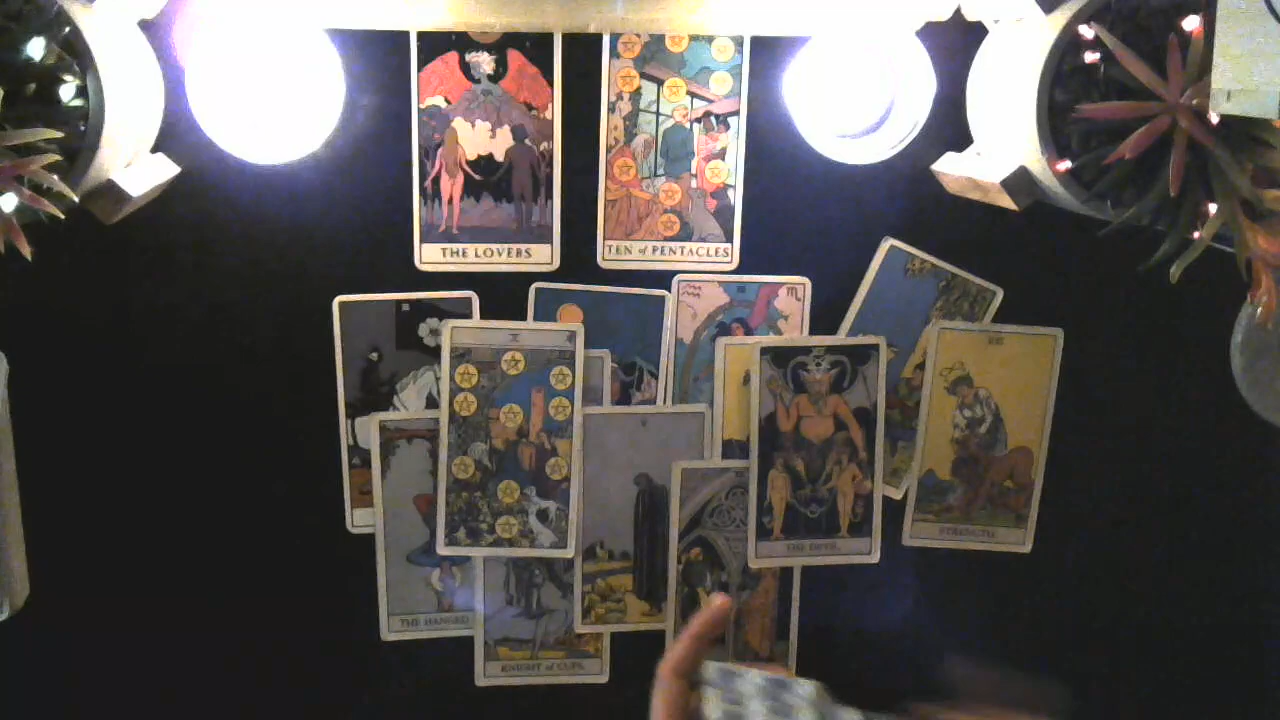 THE LOVERS
TEN of PENTACLES
X
THE DEVIL
STRENGTH
THE HANGED
KNIGHT of CUPS